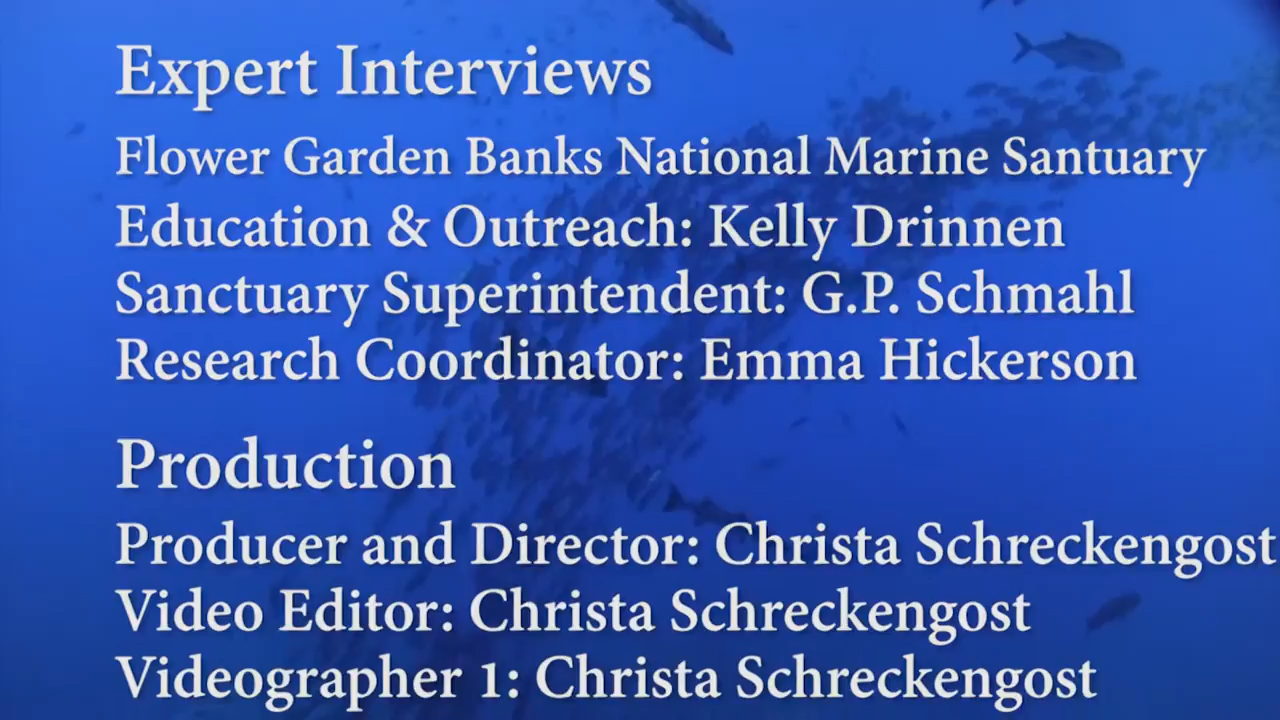 Expert Interviews
Flower Garden Banks National Marine Santuary
Education & Outreach: Kelly Drinnen
Sanctuary Superintendent: G.P. Schmahl
Research Coordinator: Emma Hickerson
Production
Producer and Director: Christa Schreckengost
Video Editor: Christa Schreckengost
Videographer 1: Christa Schreckengost